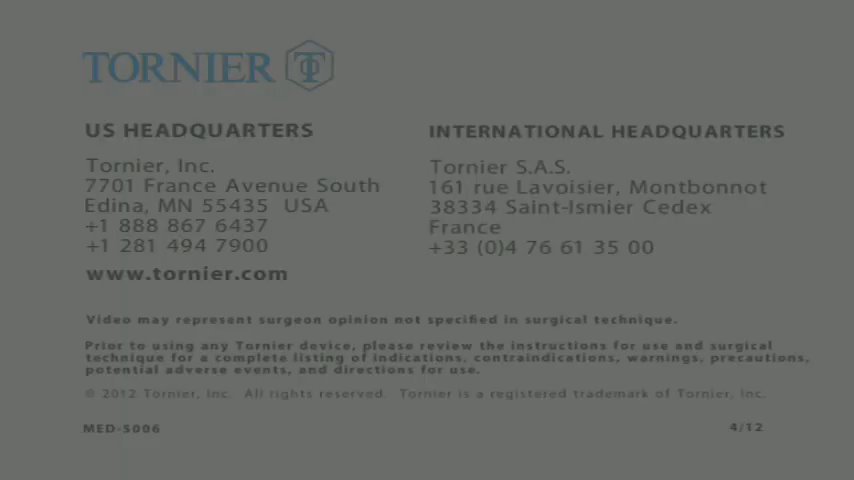 TORNIER
US HEADQUARTERS
Tornier, Inc.
7701 France Avenue South
Edina, MN 55435 USA
+1 888 867 6437
+1 281 494 7900
www.tornier.com
INTERNATIONAL HEADQUARTERS
Tornier S.A.S.
161 rue Lavoisier, Montbonnot
38334 Saint-Ismier Cedex
France
+33 (0)4 76 61 35 00
Video may represent surgeon opinion not specified in surgical technique.
Prior to using any Tornier device, please review the instructions for use and surgical
technique for a complete listing of indications, contraindications, warnings, precautions,
potential adverse events, and directions for use.
© 2012 Tornier, Inc. All rights reserved. Tornier is a registered trademark of Tornier, Inc.
MED-5006
4/12